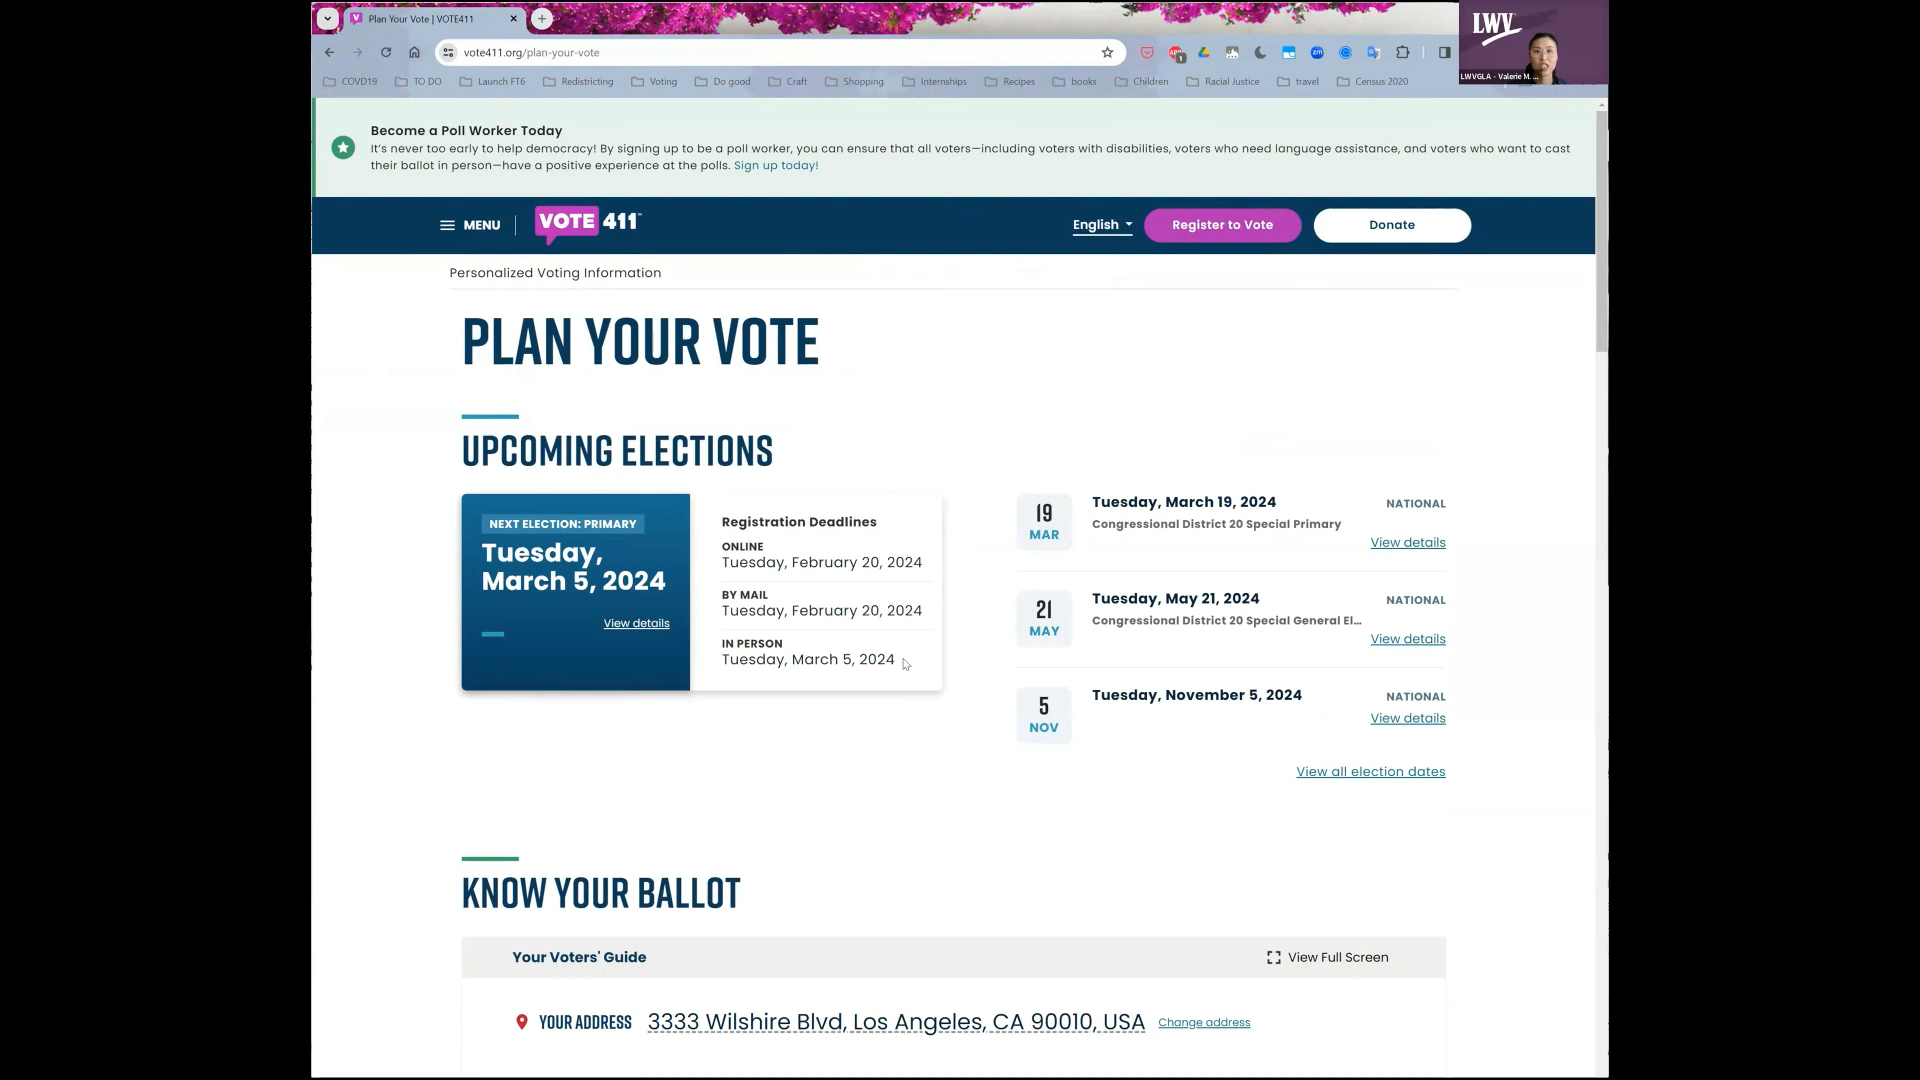 Plan Your Vote | VOTE411
vote411.org/plan-your-vote
COVD19
TO DO
Launch FT6
Redistricting
Voting
Do good
Craft
Shopping
Internships
Recipes
books
Children
Racial Justice
travel
Census 2020
LWV
LWVGLA - Valerie M. ...
Become a Poll Worker Today
It's never too early to help democracy! By signing up to be a poll worker, you can ensure that all voters—including voters with disabilities, voters who need language assistance, and voters who want to cast
their ballot in person—have a positive experience at the polls. Sign up today!
MENU
VOTE 411™
English
Register to Vote
Donate
Personalized Voting Information
PLAN YOUR VOTE
UPCOMING ELECTIONS
NEXT ELECTION: PRIMARY
Tuesday,
March 5, 2024
View details
Registration Deadlines
ONLINE
Tuesday, February 20, 2024
BY MAIL
Tuesday, February 20, 2024
IN PERSON
Tuesday, March 5, 2024
19
MAR
Tuesday, March 19, 2024
NATIONAL
Congressional District 20 Special Primary
View details
21
MAY
Tuesday, May 21, 2024
NATIONAL
Congressional District 20 Special General El...
View details
5
NOV
Tuesday, November 5, 2024
NATIONAL
View details
View all election dates
KNOW YOUR BALLOT
Your Voters' Guide
View Full Screen
YOUR ADDRESS 3333 Wilshire Blvd, Los Angeles, CA 90010, USA Change address